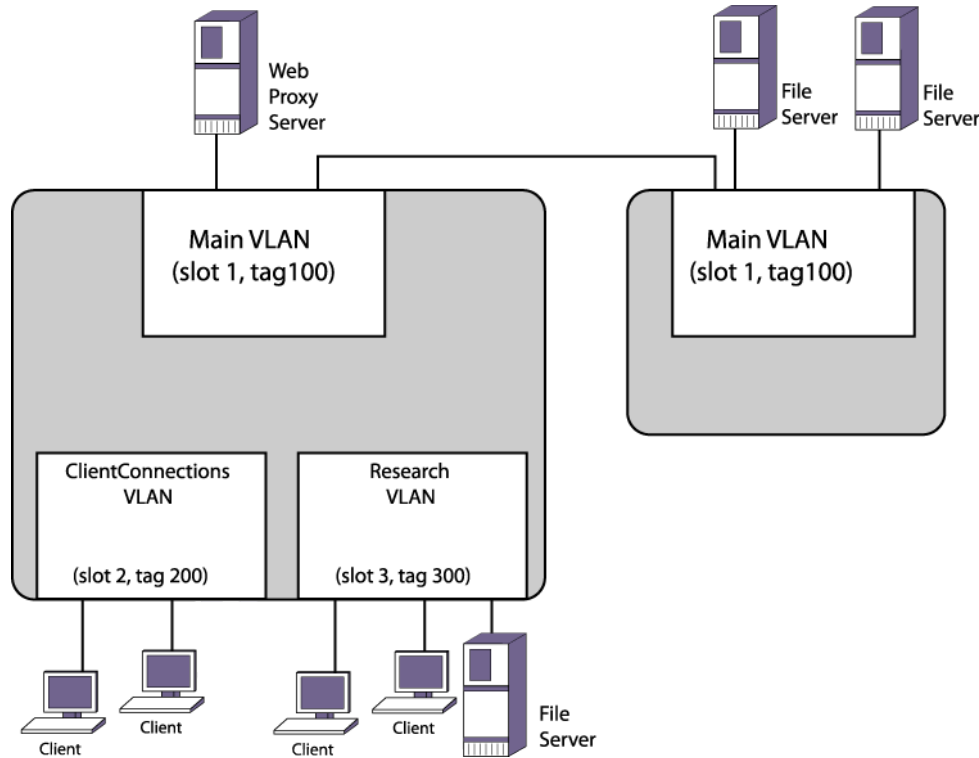 Web
Proxy
Server
File
Server
File
Server
Main VLAN
(slot 1, tag100)
Main VLAN
(slot 1, tag100)
ClientConnections
VLAN
(slot 2, tag 200)
Research
VLAN
(slot 3, tag 300)
Client
Client
Client
Client
File
Server